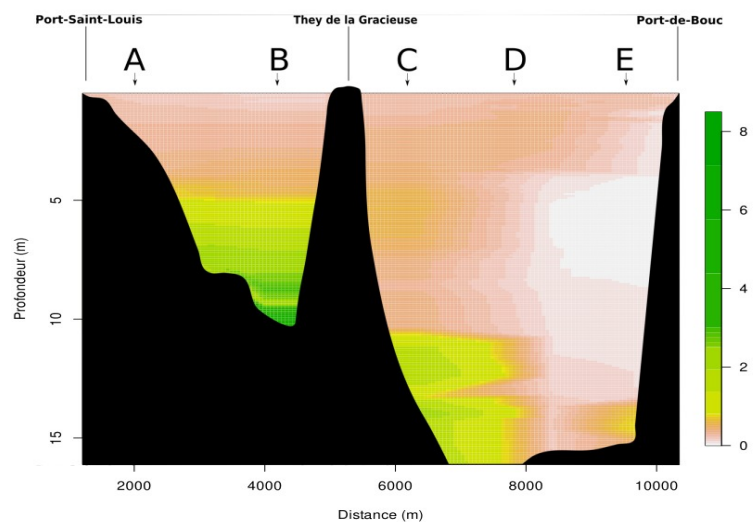 Port-Saint-Louis They de la Gracieuse Port-de-Bouc
A B C D E
8
6
4
2
0
5
10
15
Profondeur (m)
2000 4000 6000 8000 10000
Distance (m)